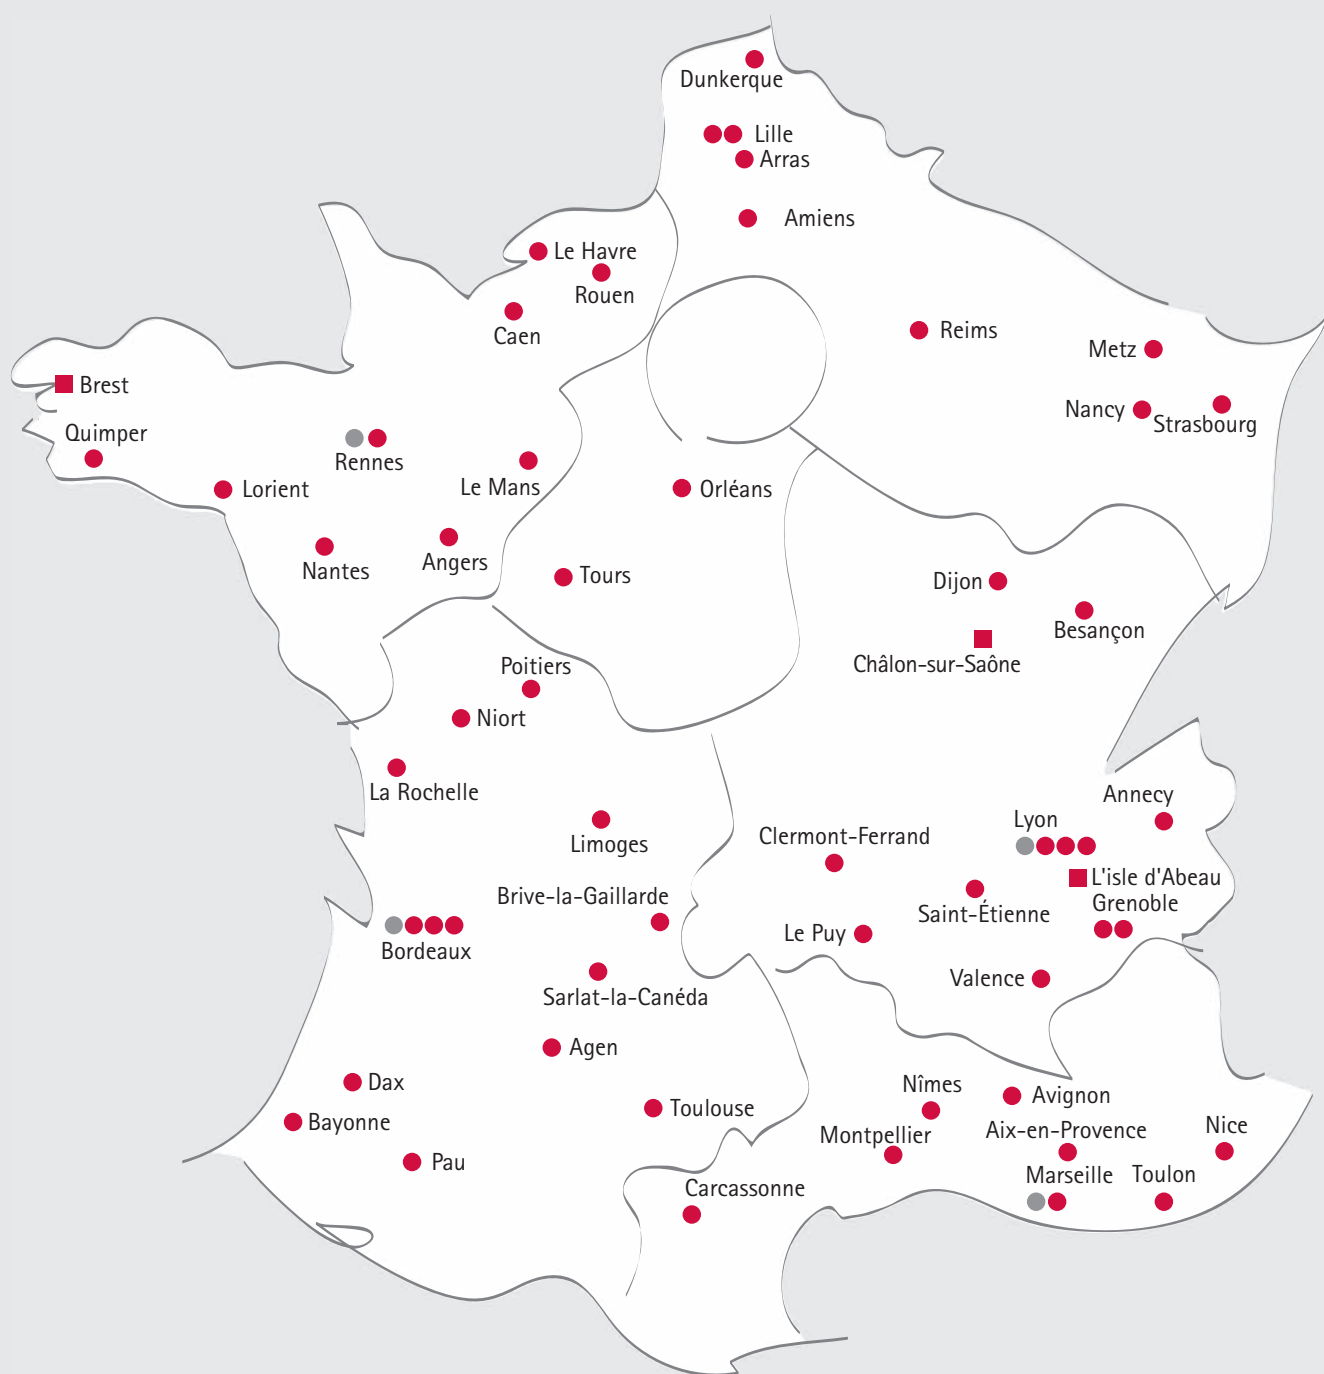 Dunkerque
Lille
Arras
Amiens
Le Havre
Rouen
Caen
Reims
Metz
Brest
Nancy
Strasbourg
Quimper
Rennes
Le Mans
Lorient
Orléans
Nantes
Angers
Tours
Dijon
Besançon
Châlon-sur-Saône
Poitiers
Niort
La Rochelle
Annecy
Lyon
Limoges
Clermont-Ferrand
L'isle d'Abeau
Brive-la-Gaillarde
Grenoble
Saint-Étienne
Le Puy
Bordeaux
Valence
Sarlat-la-Canéda
Agen
Dax
Nîmes
Avignon
Toulouse
Bayonne
Aix-en-Provence
Nice
Montpellier
Pau
Marseille
Toulon
Carcassonne